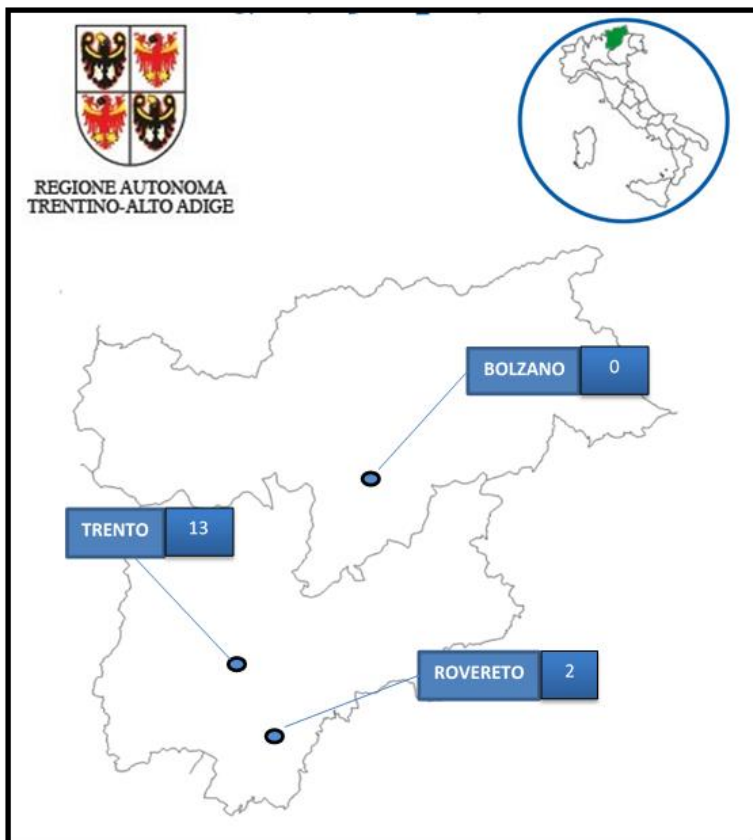 REGIONE AUTONOMA
TRENTINO-ALTO ADIGE
BOLZANO 0
TRENTO 13
ROVERETO 2